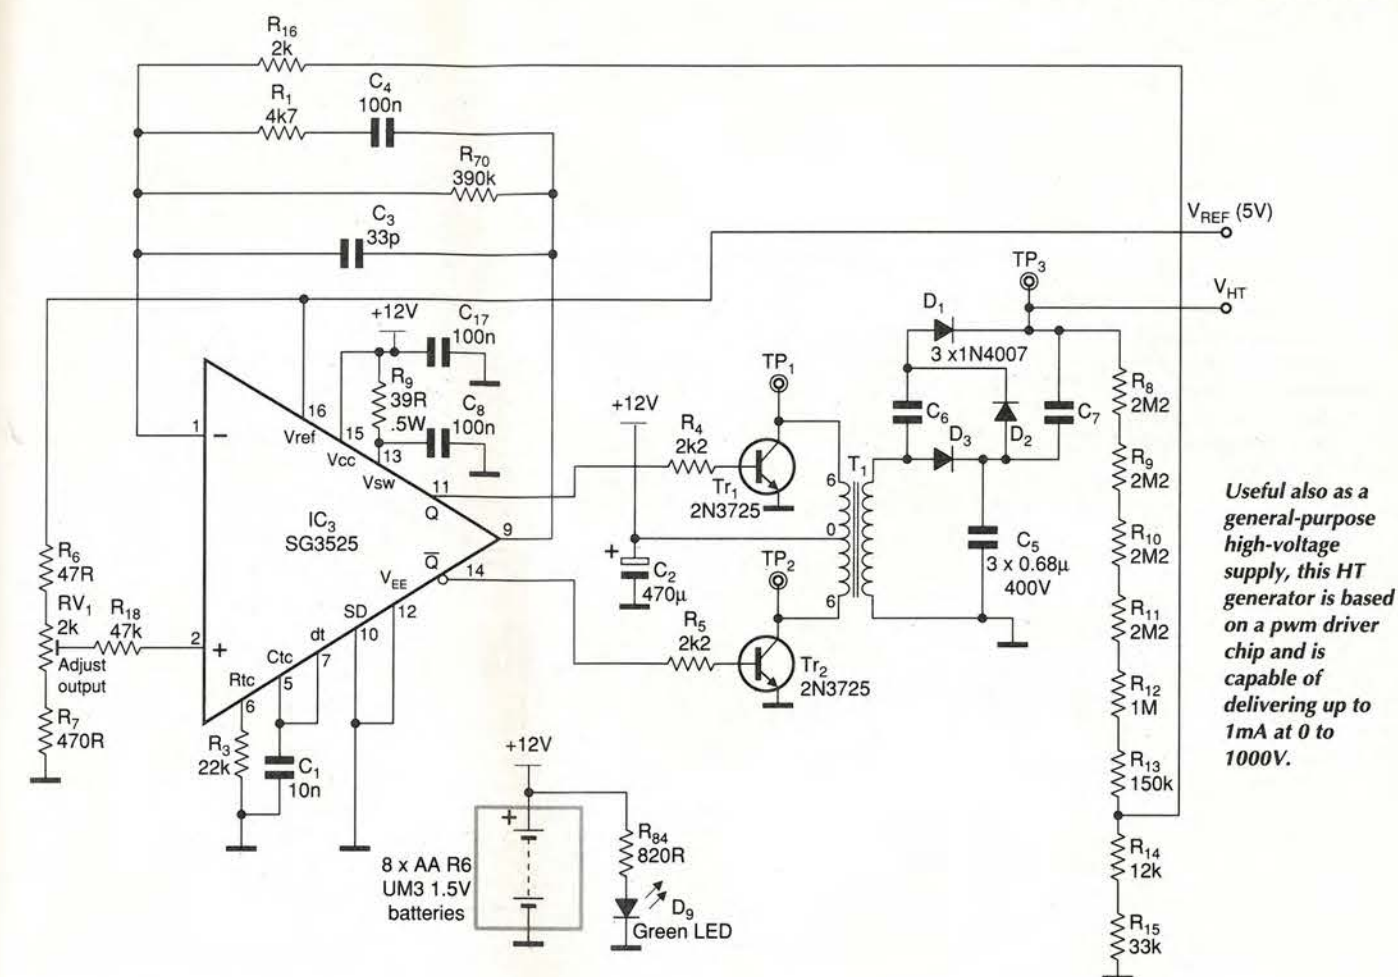 R16
2k
R1
4k7
C4
100n
R70
390k
C3
33p
VREF (5V)
TP3
VHT
+12V
C17
100n
D1
3 x1N4007
R9
39R
.5W
C8
100n
TP1
+12V
R8
2M2
C6
D2
C7
1
−
16
Vref
15
Vcc
13
Vsw
R4
2k2
D3
T1
R9
2M2
11
Q
Tr1
2N3725
6
IC3
SG3525
9
0
R10
2M2
Q
14
+
C2
470µ
TP2
C5
3 x 0.68µ
400V
VEE
12
SD
10
6
R6
47R
RV1
2k
R18
47k
2
+
Adjust
output
dt
7
Ctc
5
Rtc
6
R5
2k2
Tr2
2N3725
R11
2M2
R12
1M
R7
470R
R3
22k
C1
10n
+12V
R13
150k
+
8 x AA R6
UM3 1.5V
batteries
R84
820R
D9
Green LED
R14
12k
R15
33k
Useful also as a
general-purpose
high-voltage
supply, this HT
generator is based
on a pwm driver
chip and is
capable of
delivering up to
1mA at 0 to
1000V.